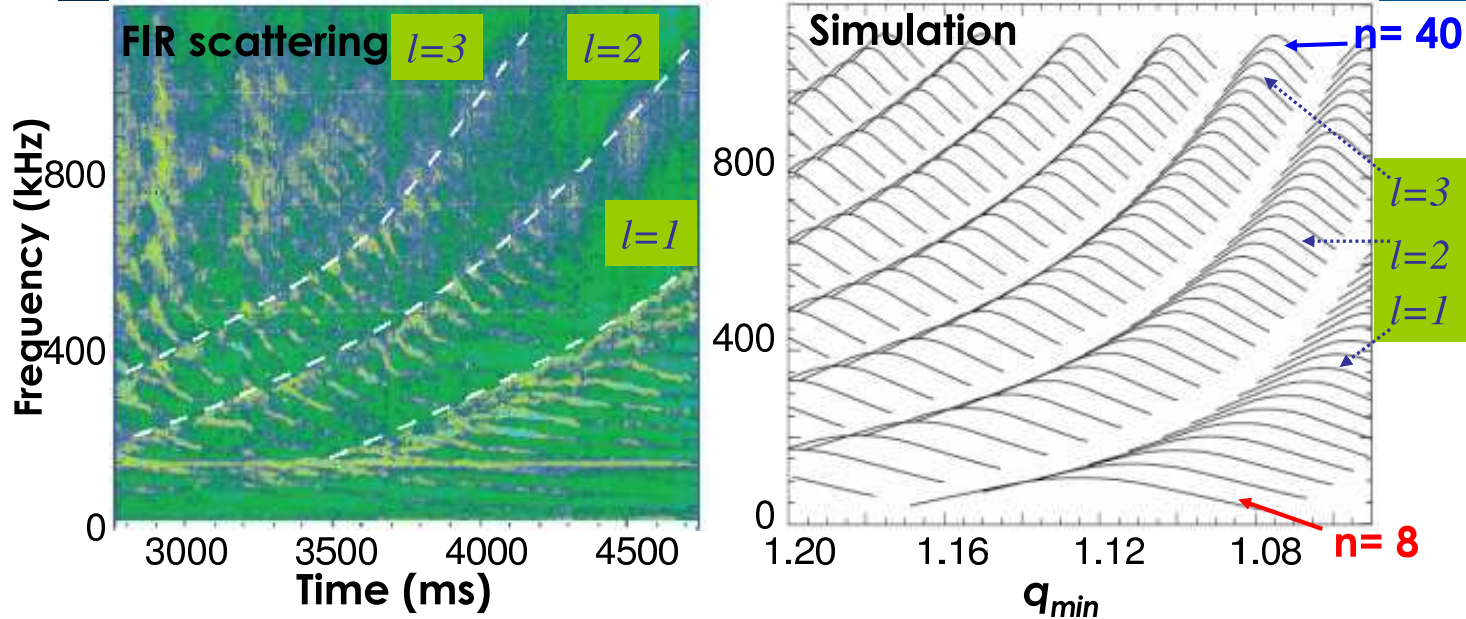 FIR scattering
l=3
l=2
l=1
Frequency (kHz)
800
400
0
3000 3500 4000 4500
Time (ms)
Simulation
n= 40
800
400
0
l=3
l=2
l=1
n= 8
1.20 1.16 1.12 1.08
qmin